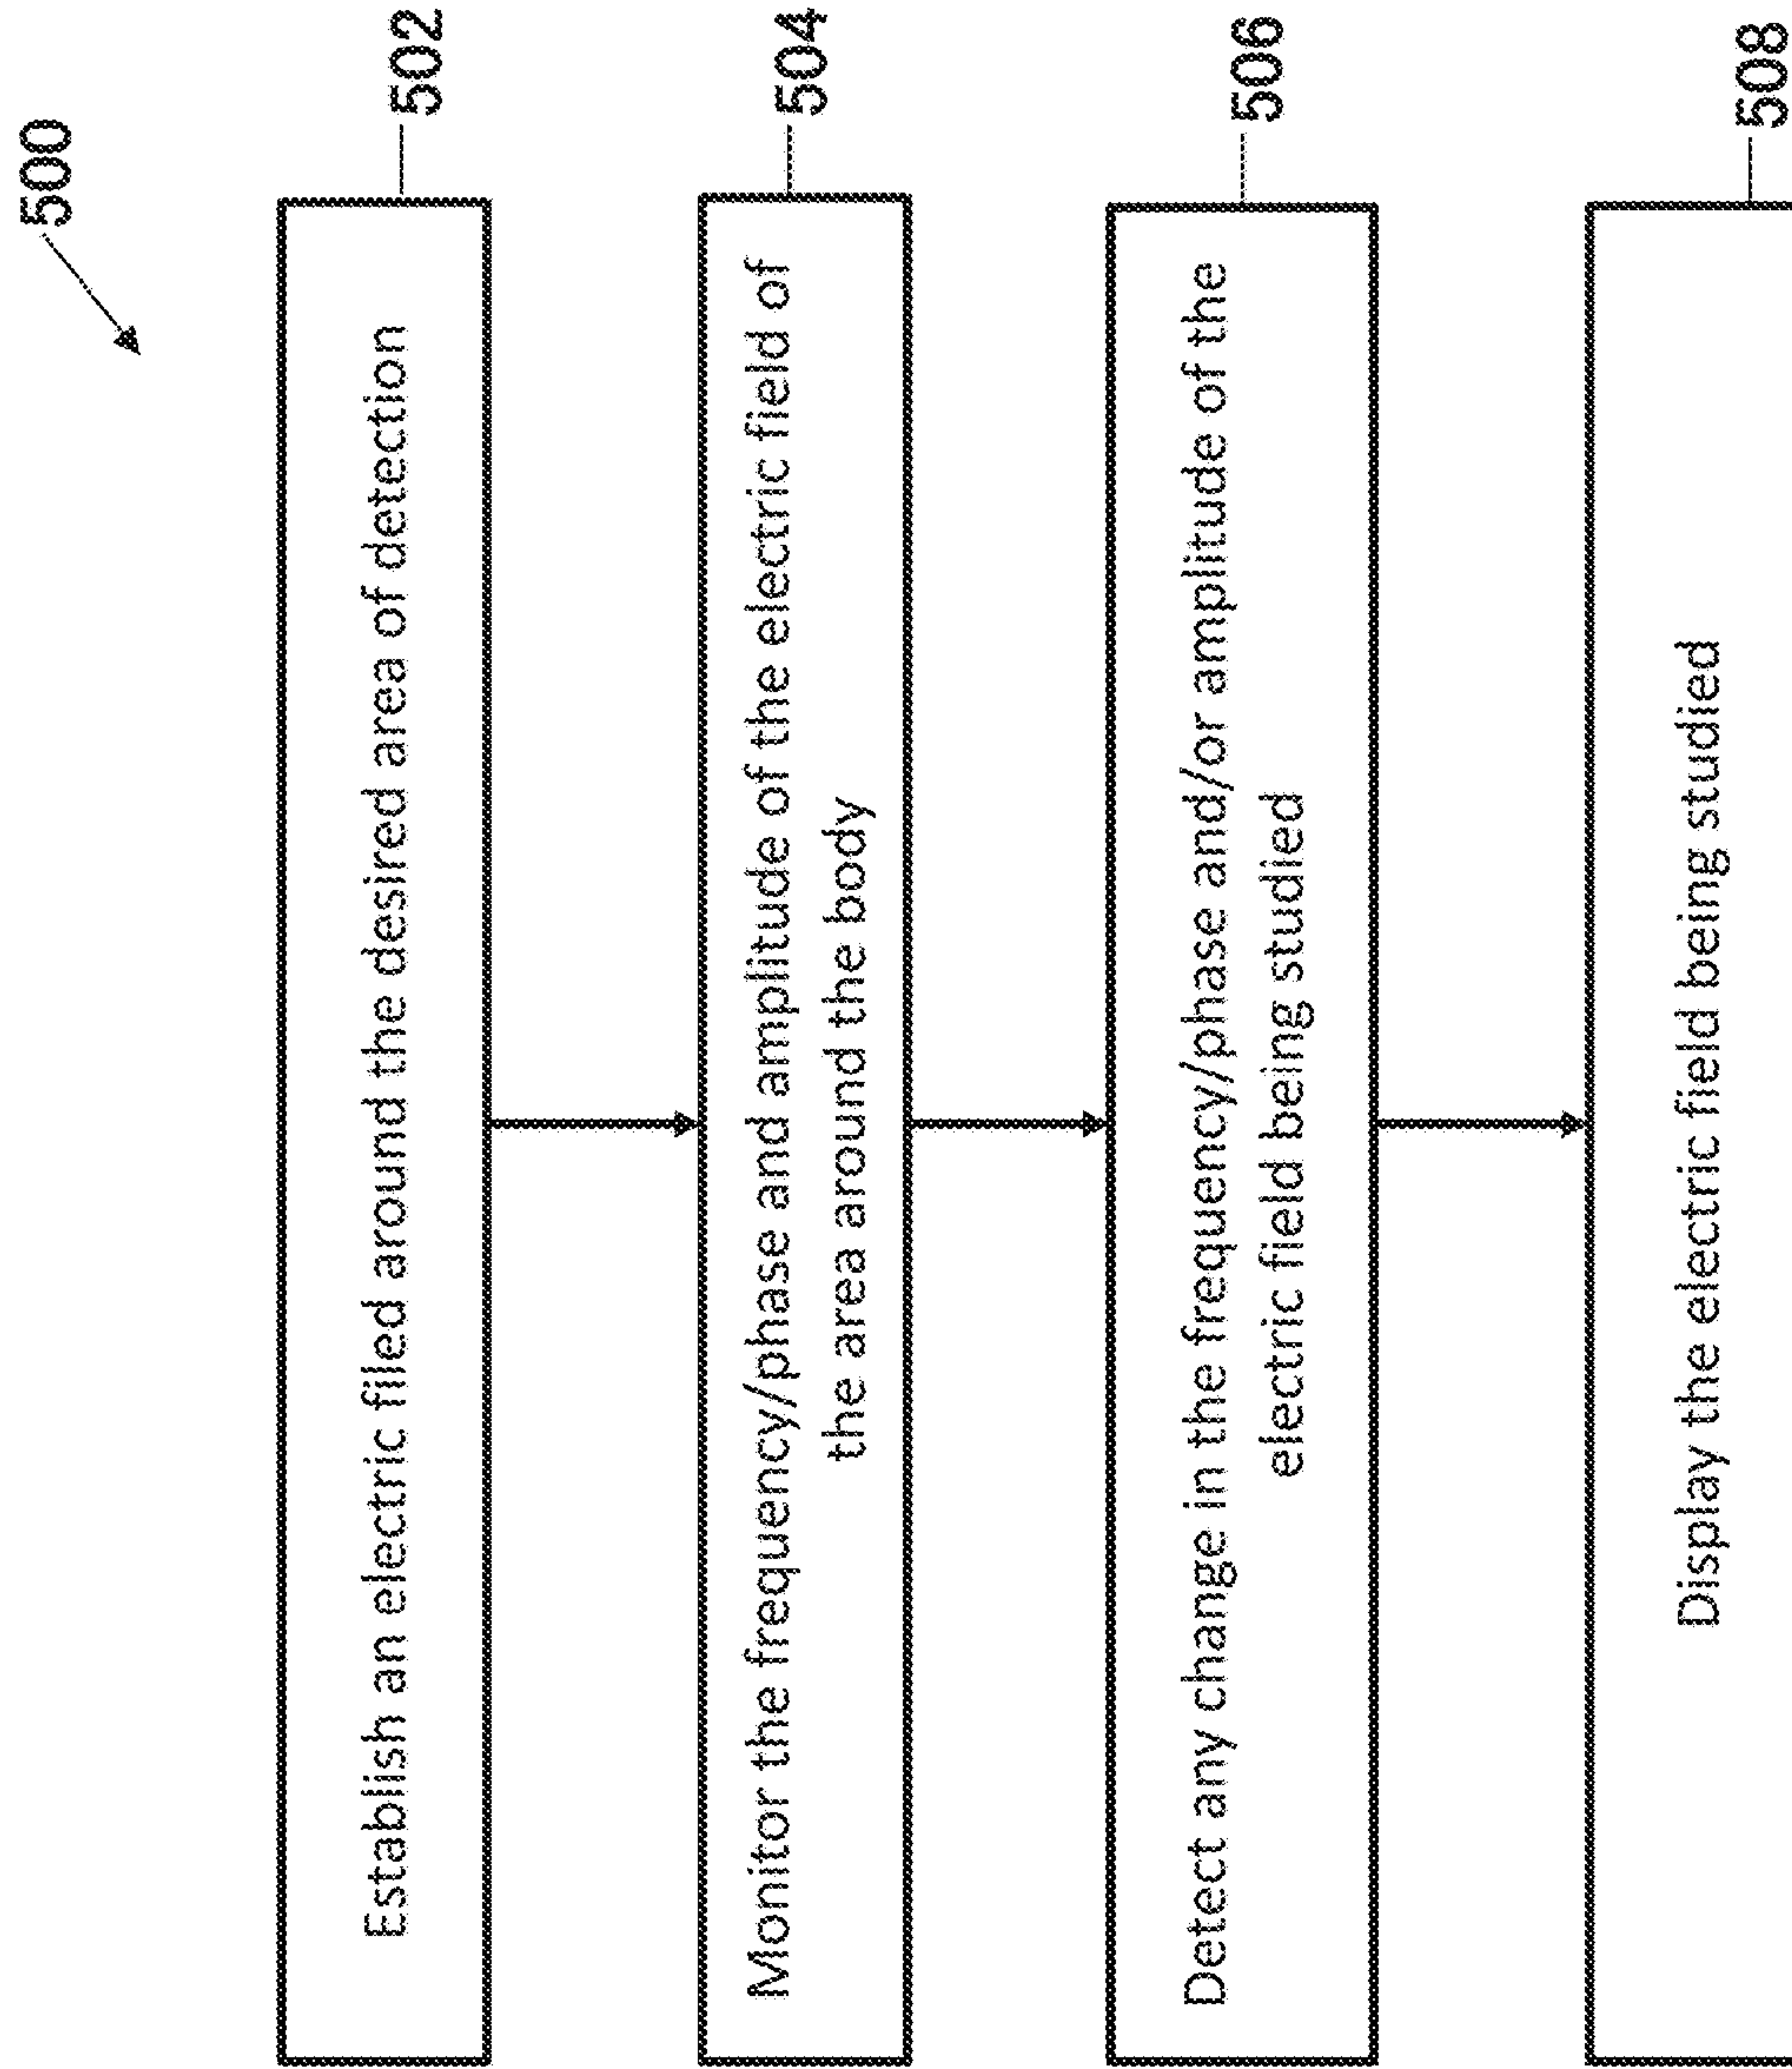 500
Establish an electric filed around the desired area of detection
502
Monitor the frequency/phase and amplitude of the electric field of
the area around the body
504
Detect any change in the frequency/phase and/or amplitude of the
electric field being studied
506
Display the electric field being studied
508